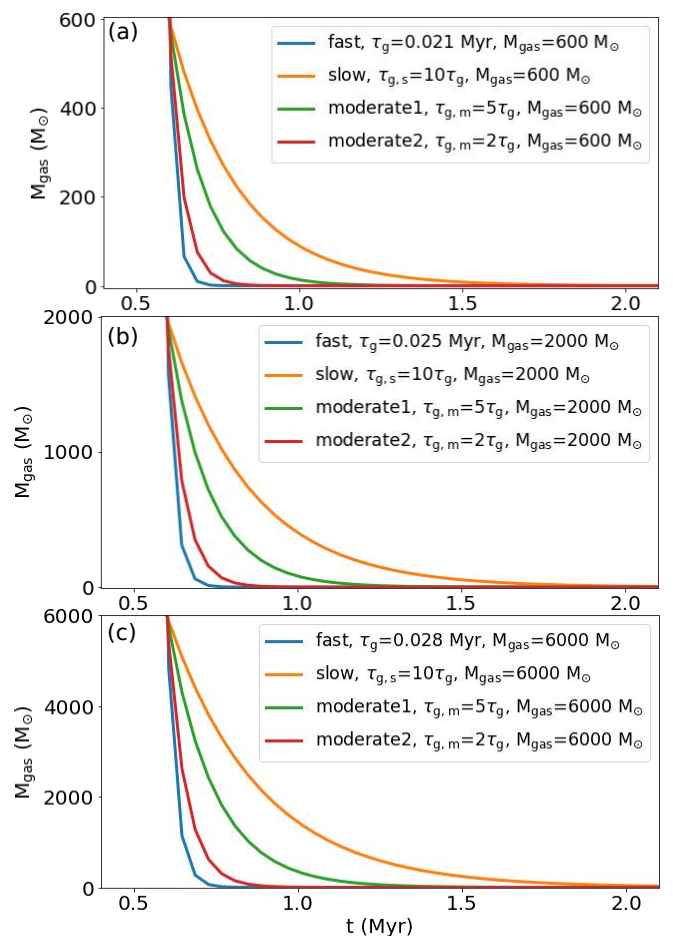 (a)
fast, τg=0.021 Myr, Mgas=600 M⊙
slow, τg,s=10τg, Mgas=600 M⊙
moderate1, τg,m=5τg, Mgas=600 M⊙
moderate2, τg,m=2τg, Mgas=600 M⊙
Mgas (M⊙)
600
400
200
0
0.5 1.0 1.5 2.0
(b)
fast, τg=0.025 Myr, Mgas=2000 M⊙
slow, τg,s=10τg, Mgas=2000 M⊙
moderate1, τg,m=5τg, Mgas=2000 M⊙
moderate2, τg,m=2τg, Mgas=2000 M⊙
Mgas (M⊙)
2000
1000
0
0.5 1.0 1.5 2.0
(c)
fast, τg=0.028 Myr, Mgas=6000 M⊙
slow, τg,s=10τg, Mgas=6000 M⊙
moderate1, τg,m=5τg, Mgas=6000 M⊙
moderate2, τg,m=2τg, Mgas=6000 M⊙
Mgas (M⊙)
6000
4000
2000
0
0.5 1.0 1.5 2.0
t (Myr)